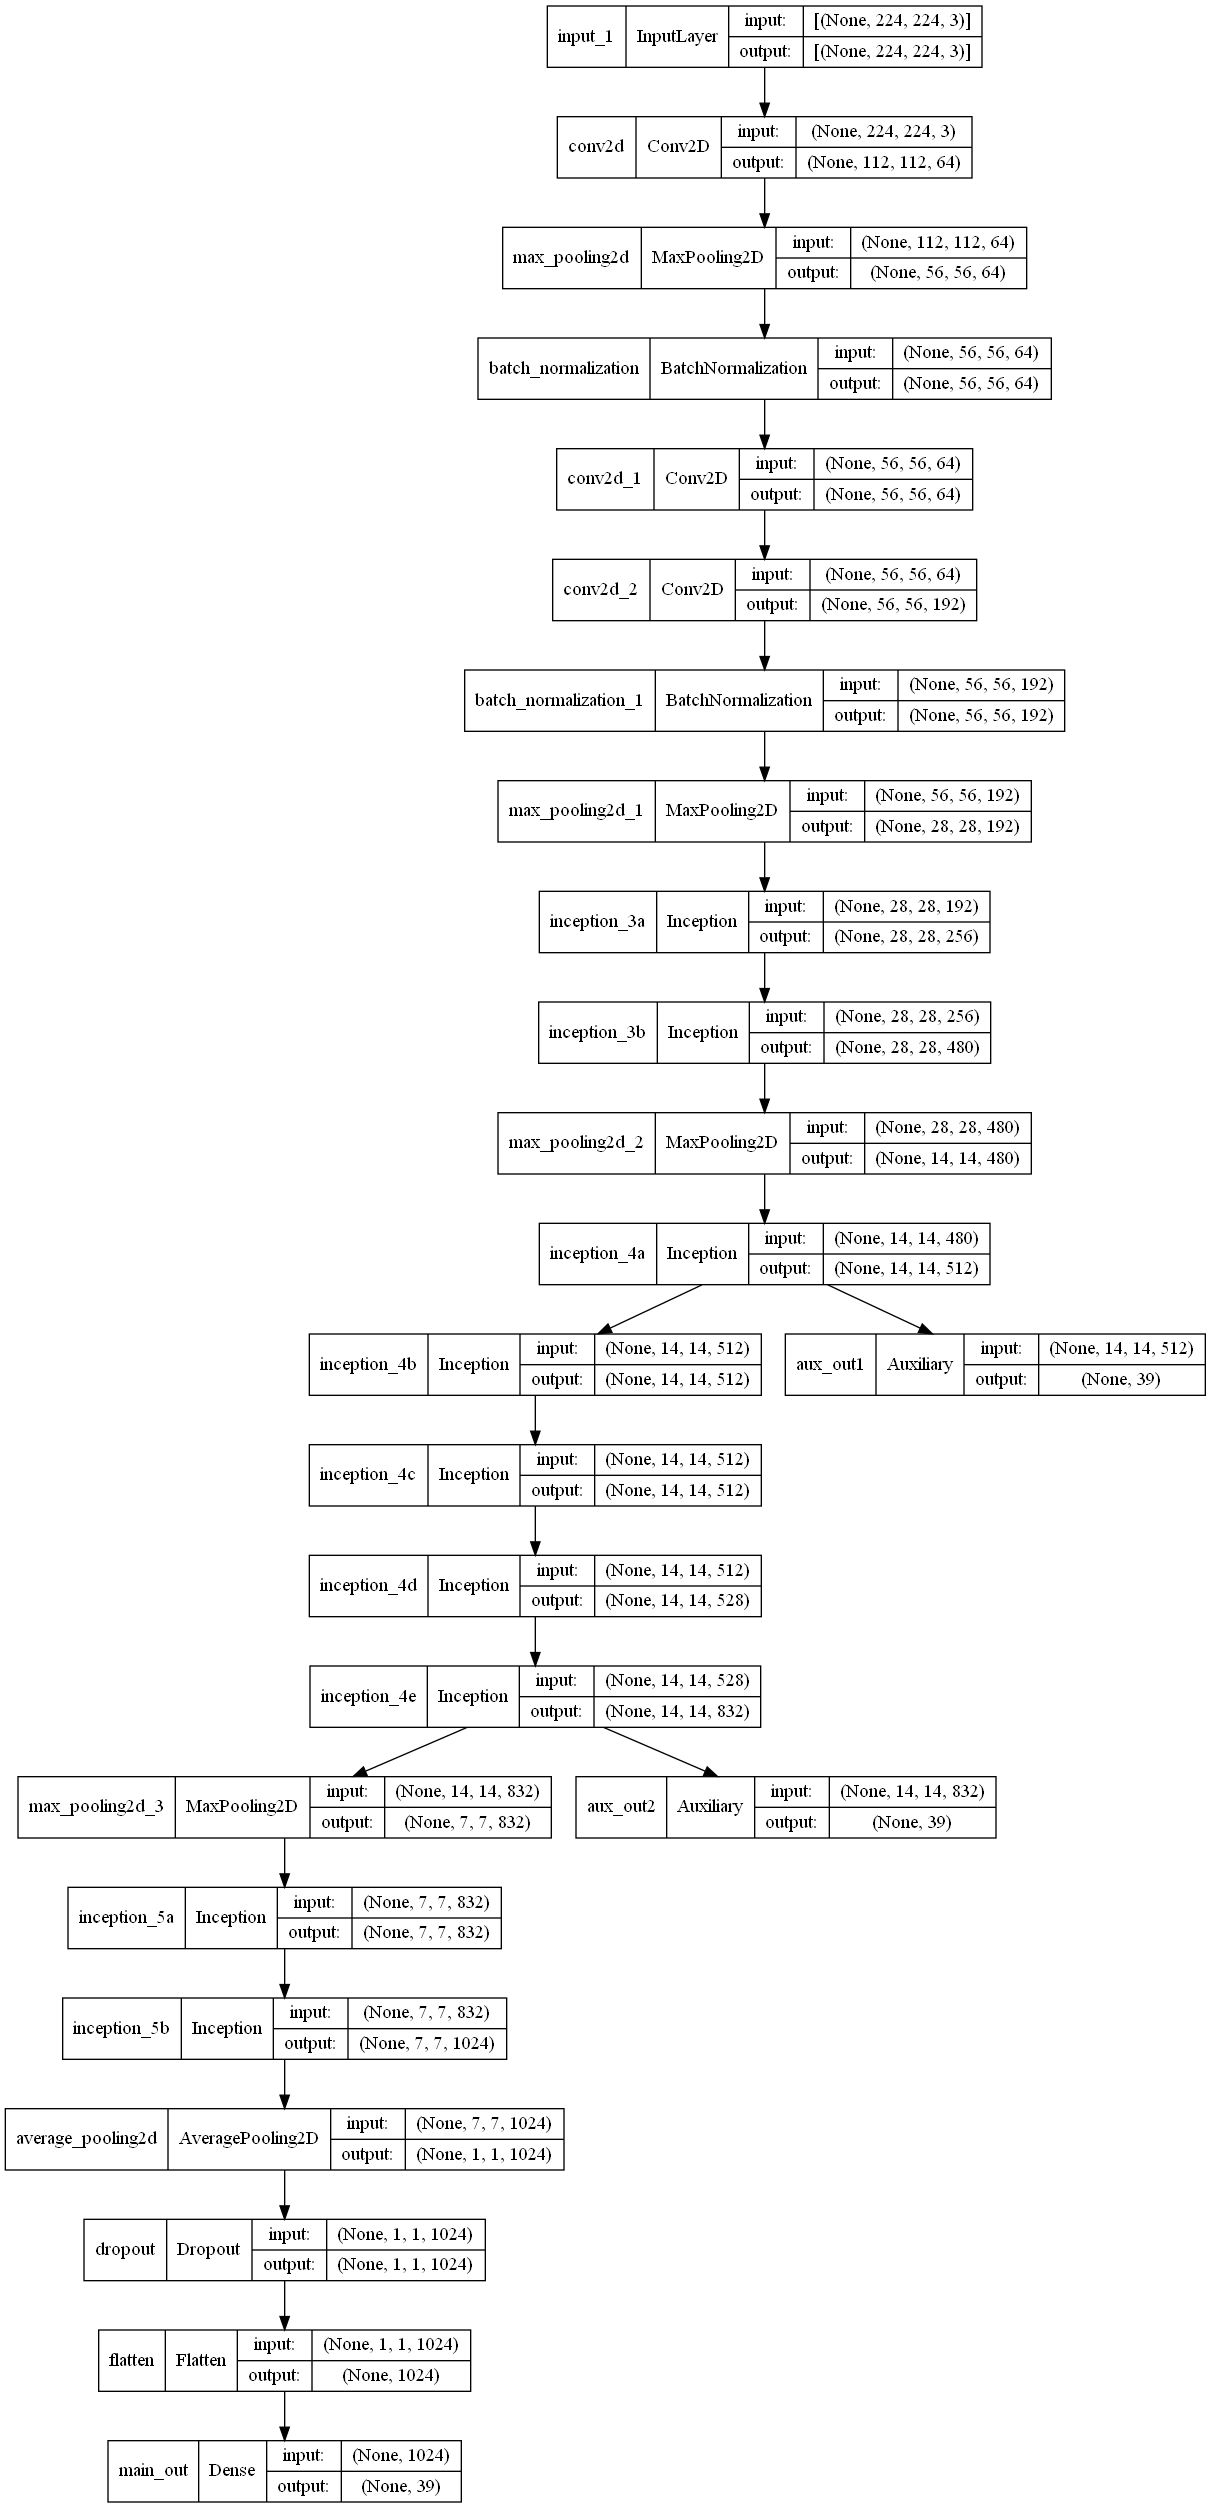 input_1 InputLayer input: [(None, 224, 224, 3)]
output: [(None, 224, 224, 3)]
conv2d Conv2D input: (None, 224, 224, 3)
output: (None, 112, 112, 64)
max_pooling2d MaxPooling2D input: (None, 112, 112, 64)
output: (None, 56, 56, 64)
batch_normalization BatchNormalization input: (None, 56, 56, 64)
output: (None, 56, 56, 64)
conv2d_1 Conv2D input: (None, 56, 56, 64)
output: (None, 56, 56, 64)
conv2d_2 Conv2D input: (None, 56, 56, 64)
output: (None, 56, 56, 192)
batch_normalization_1 BatchNormalization input: (None, 56, 56, 192)
output: (None, 56, 56, 192)
max_pooling2d_1 MaxPooling2D input: (None, 56, 56, 192)
output: (None, 28, 28, 192)
inception_3a Inception input: (None, 28, 28, 192)
output: (None, 28, 28, 256)
inception_3b Inception input: (None, 28, 28, 256)
output: (None, 28, 28, 480)
max_pooling2d_2 MaxPooling2D input: (None, 28, 28, 480)
output: (None, 14, 14, 480)
inception_4a Inception input: (None, 14, 14, 480)
output: (None, 14, 14, 512)
inception_4b Inception input: (None, 14, 14, 512)
output: (None, 14, 14, 512)
aux_out1 Auxiliary input: (None, 14, 14, 512)
output: (None, 39)
inception_4c Inception input: (None, 14, 14, 512)
output: (None, 14, 14, 512)
inception_4d Inception input: (None, 14, 14, 512)
output: (None, 14, 14, 528)
inception_4e Inception input: (None, 14, 14, 528)
output: (None, 14, 14, 832)
max_pooling2d_3 MaxPooling2D input: (None, 14, 14, 832)
output: (None, 7, 7, 832)
aux_out2 Auxiliary input: (None, 14, 14, 832)
output: (None, 39)
inception_5a Inception input: (None, 7, 7, 832)
output: (None, 7, 7, 832)
inception_5b Inception input: (None, 7, 7, 832)
output: (None, 7, 7, 1024)
average_pooling2d AveragePooling2D input: (None, 7, 7, 1024)
output: (None, 1, 1, 1024)
dropout Dropout input: (None, 1, 1, 1024)
output: (None, 1, 1, 1024)
flatten Flatten input: (None, 1, 1, 1024)
output: (None, 1024)
main_out Dense input: (None, 1024)
output: (None, 39)